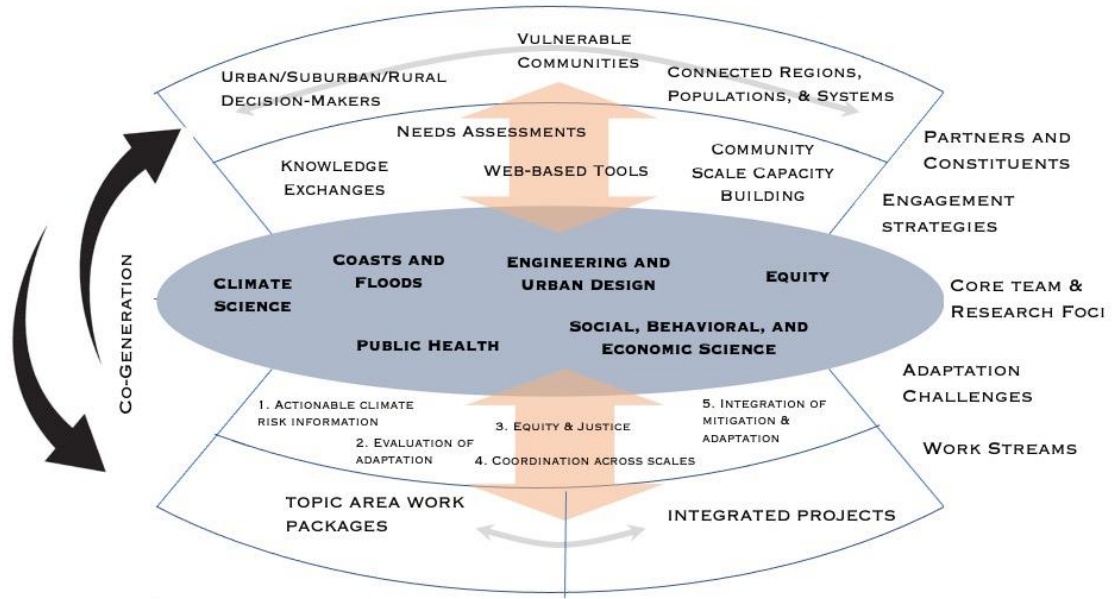 Vulnerable
Communities
Urban/Suburban/Rural
Decision-Makers
Connected Regions,
Populations, & Systems
Needs Assessments
Knowledge
Exchanges
Web-based Tools
Community
Scale Capacity
Building
Partners and
Constituents
Engagement
strategies
Co-Generation
Climate
Science
Coasts and
Floods
Engineering and
Urban Design
Equity
Public Health
Social, Behavioral, and
Economic Science
Core team &
Research Foci
Adaptation
Challenges
1. Actionable climate
risk information
2. Evaluation of
adaptation
3. Equity & Justice
4. Coordination across scales
5. Integration of
mitigation &
adaptation
Work Streams
TOPIC AREA WORK
PACKAGES
INTEGRATED PROJECTS